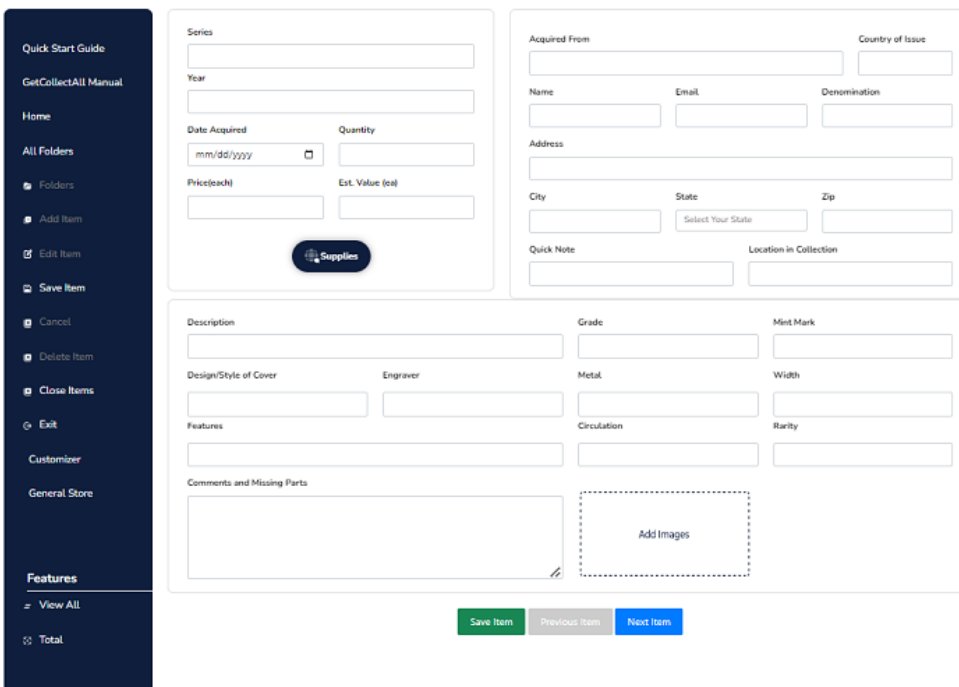 Quick Start Guide
GetCollectAll Manual
Home
All Folders
Folders
Add Item
Edit Item
Save Item
Cancel
Delete Item
Close Items
Exit
Customizer
General Store
Features
View All
Total
Series
Year
Date Acquired Quantity
mm/dd/yyyy
Price(each) Est. Value (ea)
Supplies
Acquired From Country of Issue
Name Email Denomination
Address
City State Zip
Select Your State
Quick Note Location in Collection
Description Grade Mint Mark
Design/Style of Cover Engraver Metal Width
Features Circulation Rarity
Comments and Missing Parts
Add Images
Save Item Previous Item Next Item